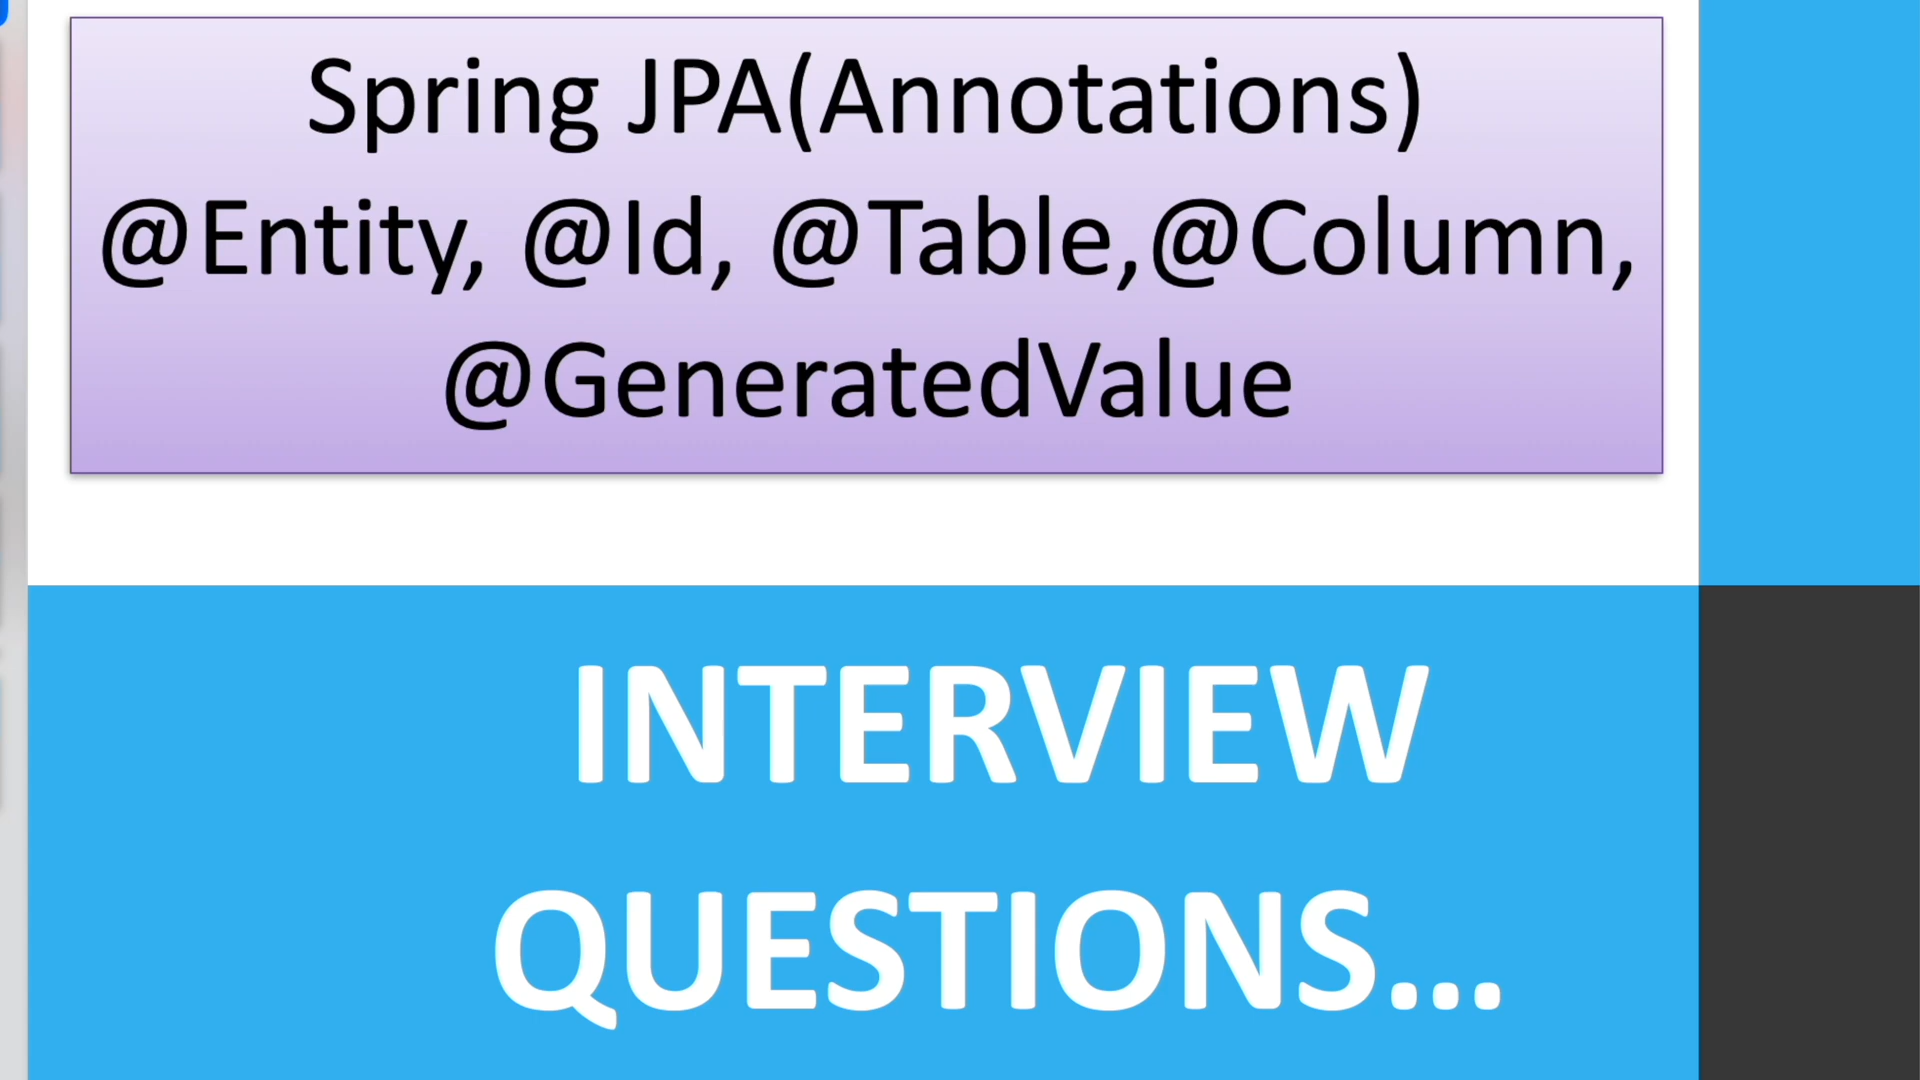 Spring JPA(Annotations)
@Entity, @Id, @Table,@Column,
@GeneratedValue
INTERVIEW
QUESTIONS...